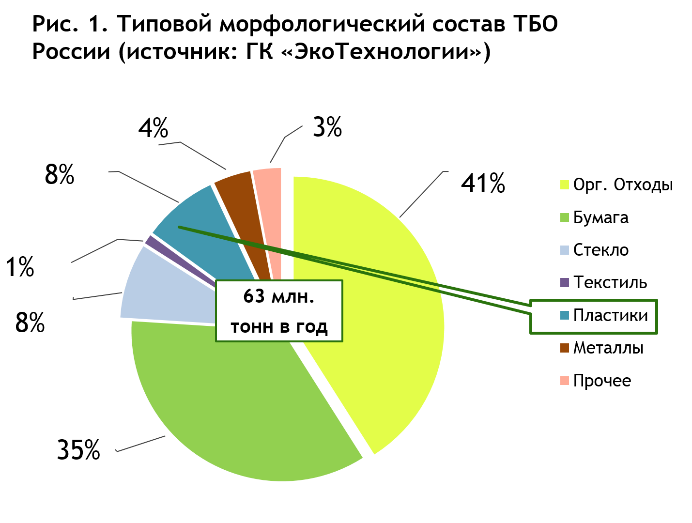 Рис. 1. Типовой морфологический состав ТБО
России (источник: ГК «ЭкоТехнологии»)
4%
3%
8%
41%
1%
8%
35%
63 млн.
тонн в год
Орг. Отходы
Бумага
Стекло
Текстиль
Пластики
Металлы
Прочее